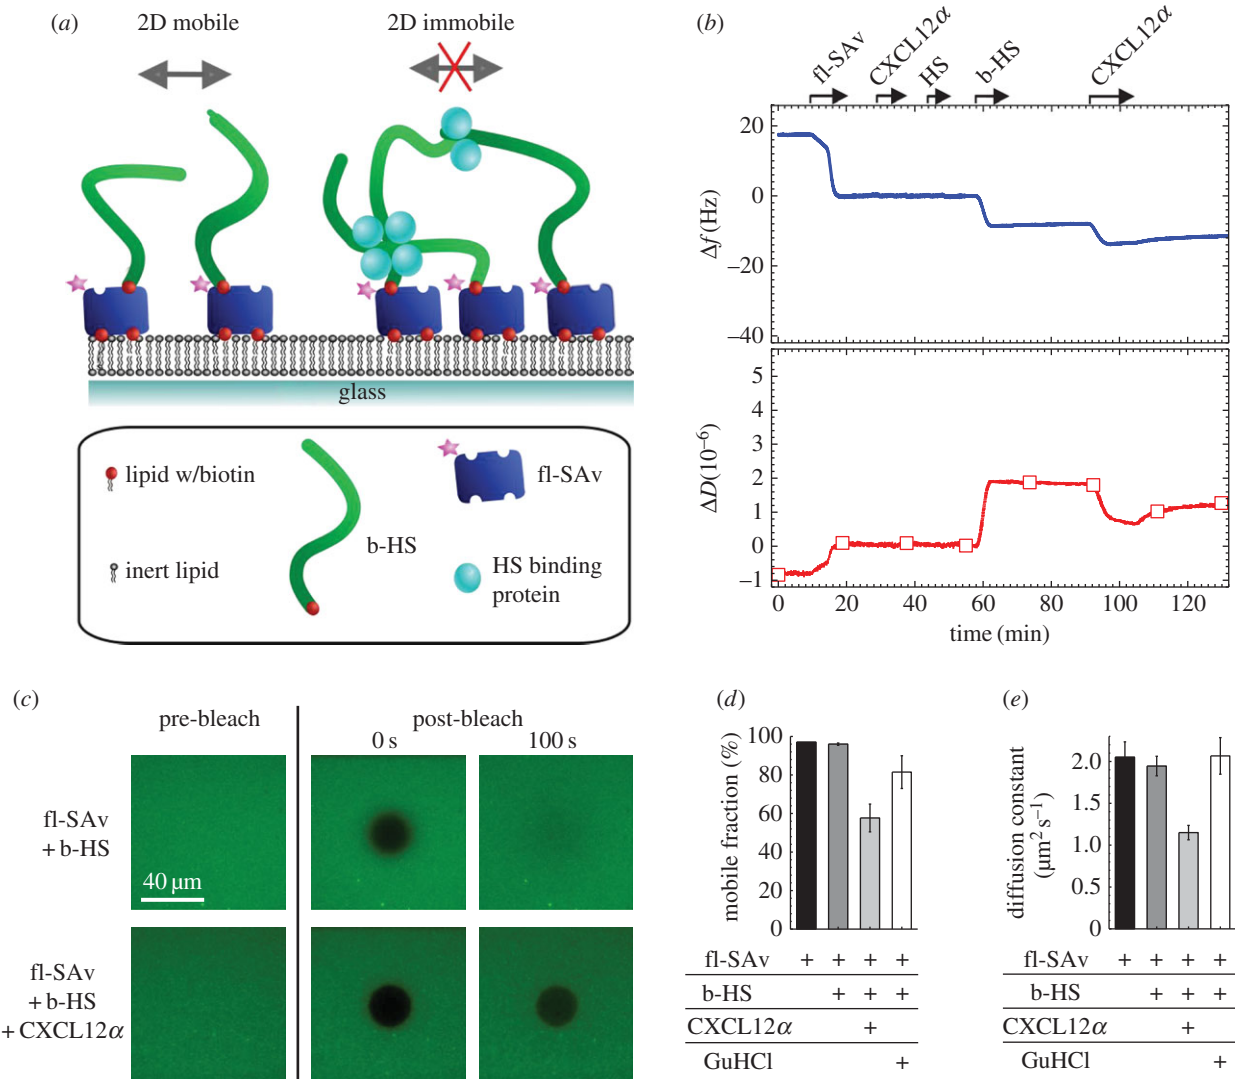 (a)
2D mobile
2D immobile
glass
lipid w/biotin
fl-SAv
b-HS
inert lipid
HS binding
protein
(b)
fl-SAv
CXCL12α
HS
b-HS
CXCL12α
20
0
–20
–40
Δf (Hz)
5
4
3
2
1
0
–1
ΔD(10⁻⁶)
0 20 40 60 80 100 120
time (min)
(c)
pre-bleach
post-bleach
0 s
100 s
fl-SAv
+ b-HS
40 μm
fl-SAv
+ b-HS
+ CXCL12α
(d)
100
80
60
40
20
0
mobile fraction (%)
fl-SAv + + + +
b-HS + + +
CXCL12α +
GuHCl +
(e)
2.0
1.5
1.0
0.5
0
diffusion constant
(μm² s⁻¹)
fl-SAv + + + +
b-HS + + +
CXCL12α +
GuHCl +